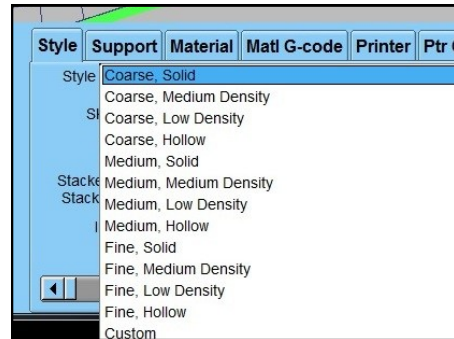 Style Support Material Matl G-code Printer Ptr
Style Coarse, Solid
Coarse, Medium Density
Coarse, Low Density
Coarse, Hollow
Medium, Solid
Medium, Medium Density
Medium, Low Density
Medium, Hollow
Fine, Solid
Fine, Medium Density
Fine, Low Density
Fine, Hollow
Custom